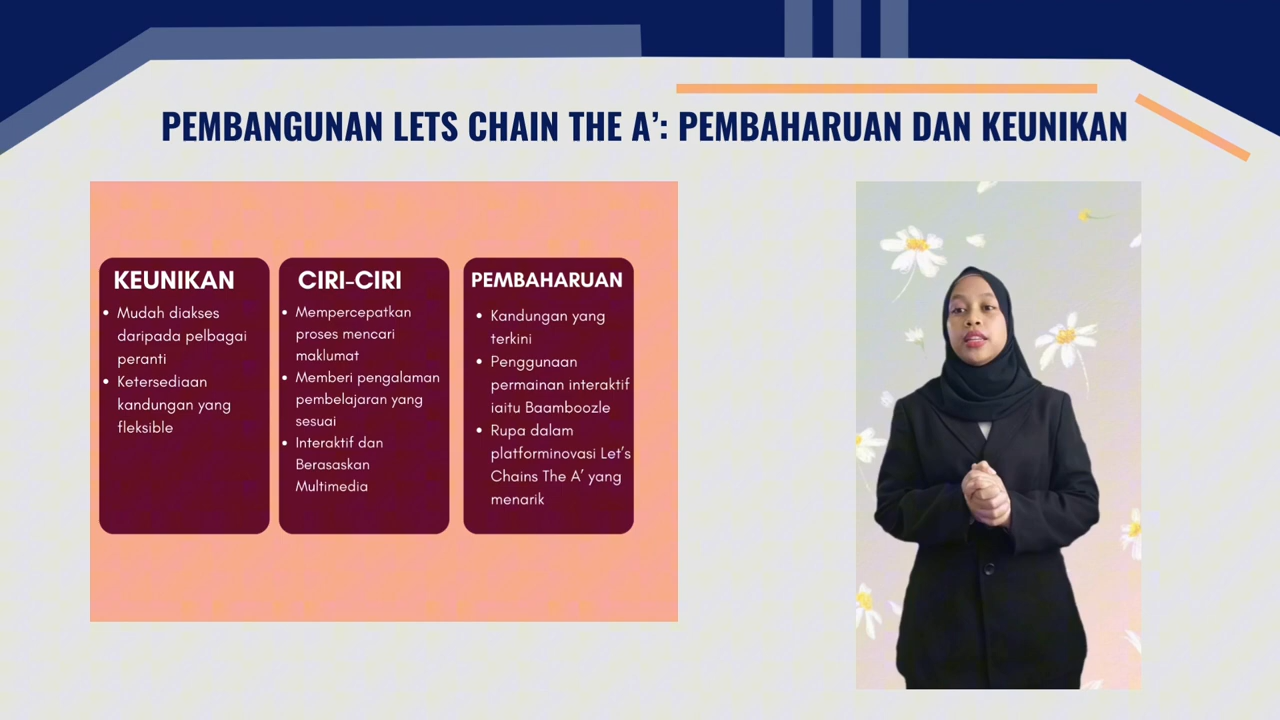 PEMBANGUNAN LETS CHAIN THE A’: PEMBAHARUAN DAN KEUNIKAN
KEUNIKAN
• Mudah diakses
daripada pelbagai
peranti
• Ketersediaan
kandungan yang
fleksible
CIRI-CIRI
• Mempercepatkan
proses mencari
maklumat
• Memberi pengalaman
pembelajaran yang
sesuai
• Interaktif dan
Berasaskan
Multimedia
PEMBAHARUAN
• Kandungan yang
terkini
• Penggunaan
permainan interaktif
iaitu Baamboozle
• Rupa dalam
platforminovasi Let’s
Chains The A’ yang
menarik